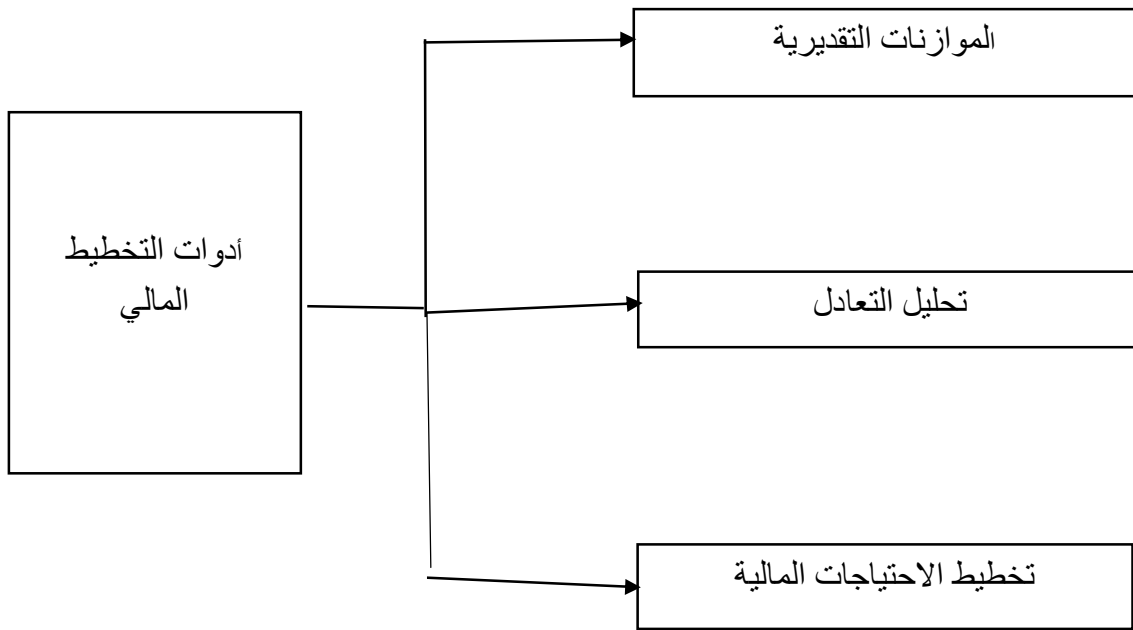 الموازنات التقديرية
أدوات التخطيط
المالي
تحليل التعادل
تخطيط الاحتياجات المالية